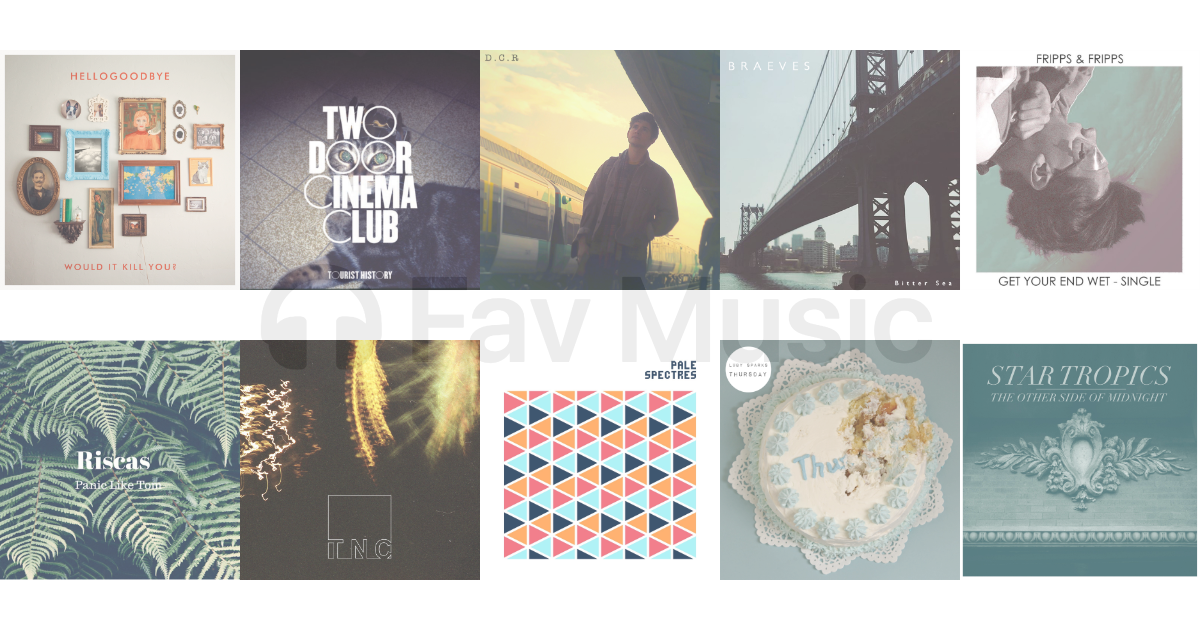 HELLOGOODBYE
WOULD IT KILL YOU?
TWO
DOOR
CINEMA
CLUB
TOURIST HISTORY
D.C.R
BRAEVES
Bitter Sea
FRIPPS & FRIPPS
GET YOUR END WET - SINGLE
Fav Music
Riscas
Panic Like Tom
TNC
PALE
SPECTRES
LAST SPARKS
THURSDAY
Thus
STAR TROPICS
THE OTHER SIDE OF MIDNIGHT